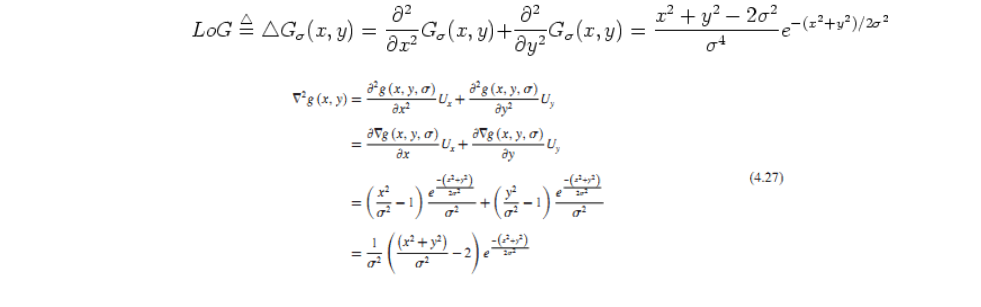 LoG ≜ △G_σ(x, y) = ∂²/∂x² G_σ(x, y) + ∂²/∂y² G_σ(x, y) = (x² + y² − 2σ²)/σ⁴ e^{−(x²+y²)/2σ²}
∇²g(x, y) = ∂²g(x, y, σ)/∂x² U_x + ∂²g(x, y, σ)/∂y² U_y
= ∂∇g(x, y, σ)/∂x U_x + ∂∇g(x, y, σ)/∂y U_y
= (x²/σ² − 1) e^{−(x²+y²)/2σ²}/σ² + (y²/σ² − 1) e^{−(x²+y²)/2σ²}/σ² (4.27)
= 1/σ² ((x² + y²)/σ² − 2) e^{−(x²+y²)/2σ²}